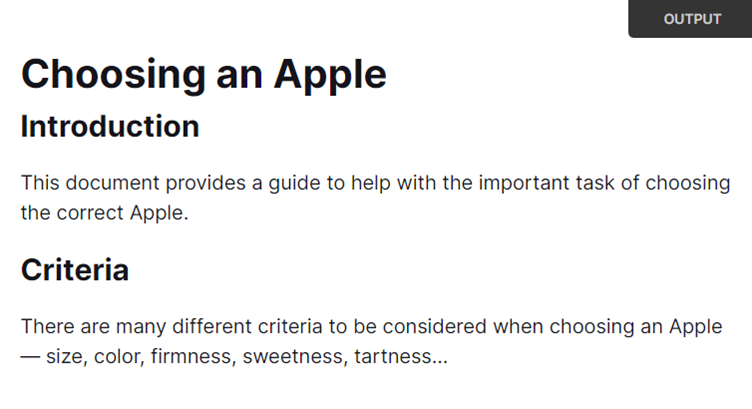 OUTPUT
Choosing an Apple
Introduction
This document provides a guide to help with the important task of choosing
the correct Apple.
Criteria
There are many different criteria to be considered when choosing an Apple
— size, color, firmness, sweetness, tartness...